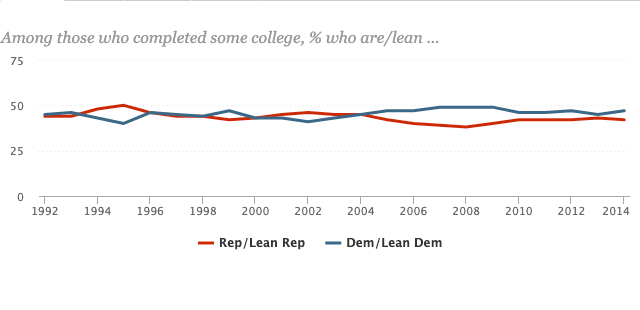 Among those who completed some college, % who are/lean ...
75
50
25
0
1992 1994 1996 1998 2000 2002 2004 2006 2008 2010 2012 2014
Rep/Lean Rep Dem/Lean Dem